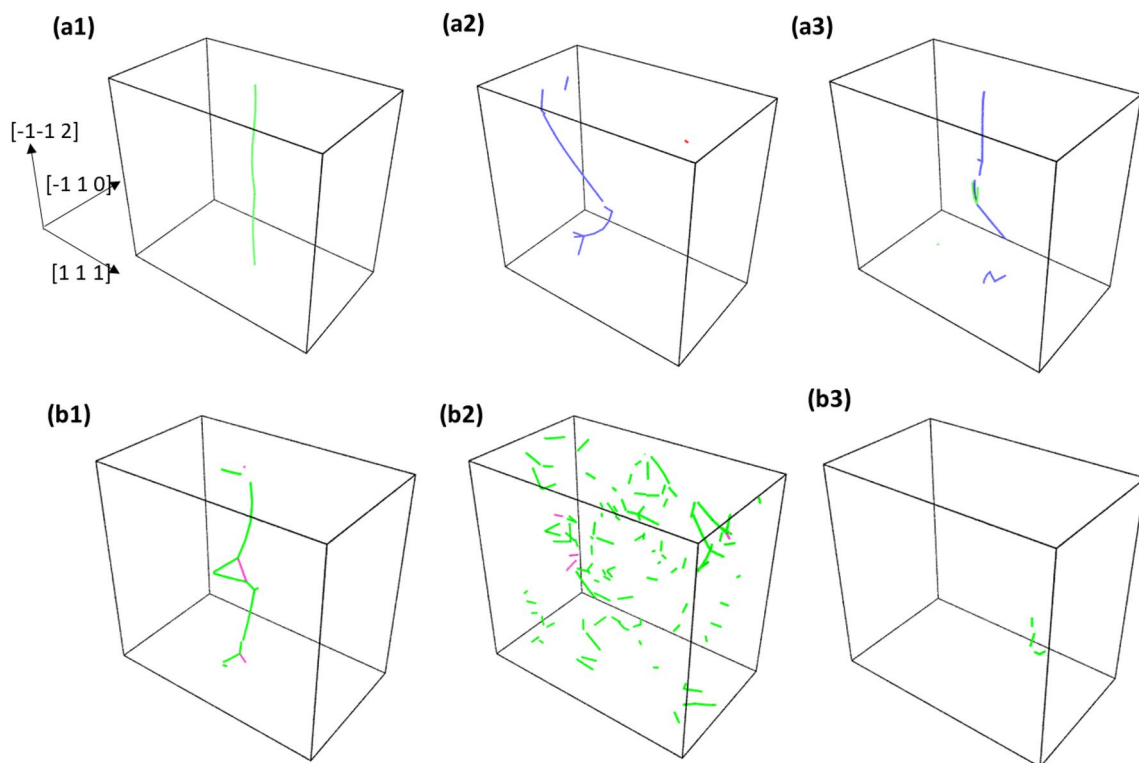 (a1)
(a2)
(a3)
[-1-1 2]
[-1 1 0]
[1 1 1]
(b1)
(b2)
(b3)